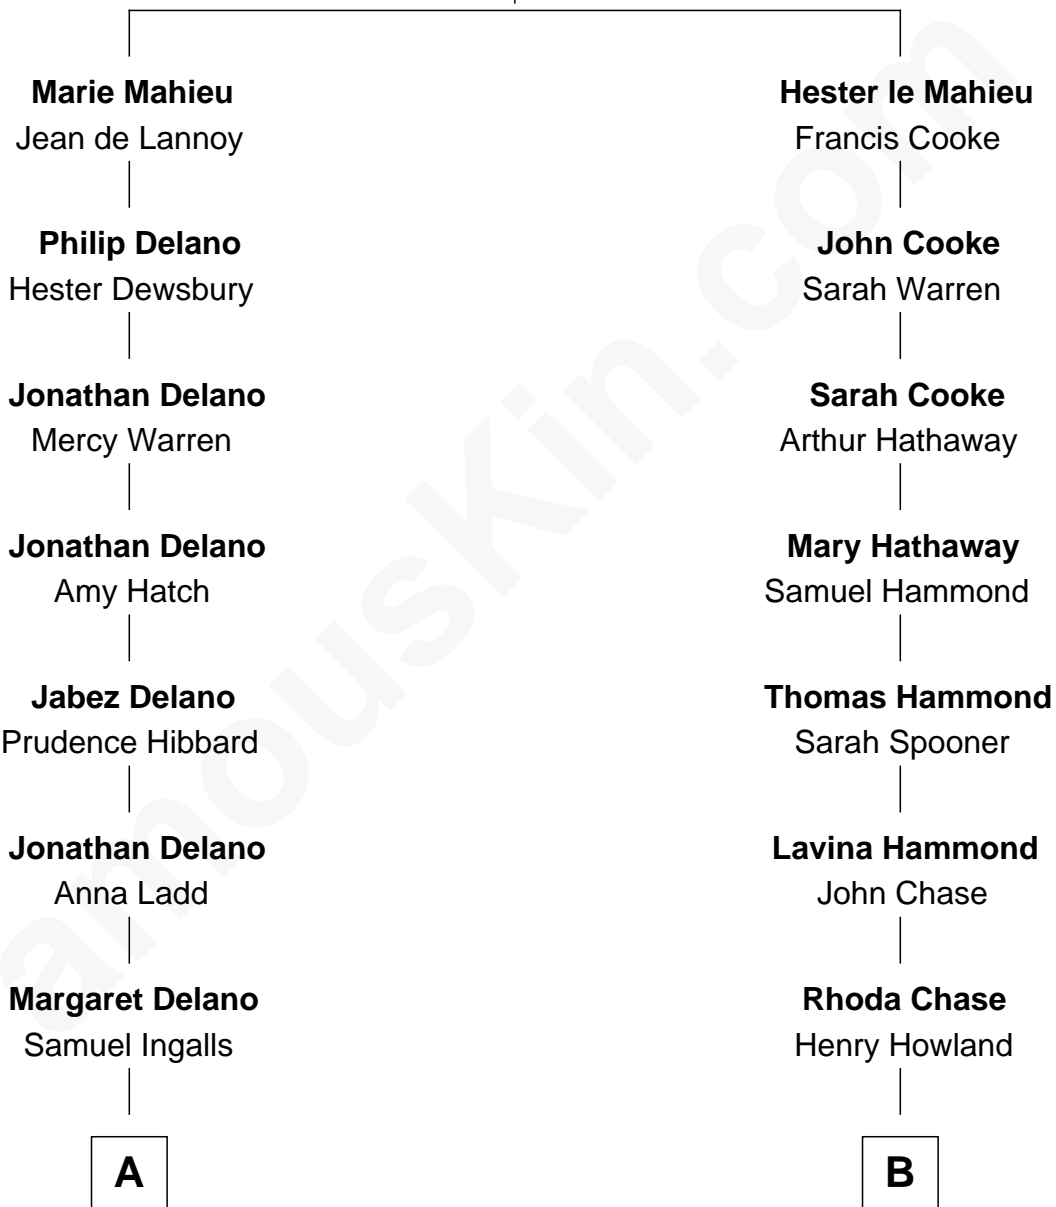 Marie Mahieu
Jean de Lannoy
Philip Delano
Hester Dewsbury
Jonathan Delano
Mercy Warren
Jonathan Delano
Amy Hatch
Jabez Delano
Prudence Hibbard
Jonathan Delano
Anna Ladd
Margaret Delano
Samuel Ingalls
A
Hester le Mahieu
Francis Cooke
John Cooke
Sarah Warren
Sarah Cooke
Arthur Hathaway
Mary Hathaway
Samuel Hammond
Thomas Hammond
Sarah Spooner
Lavina Hammond
John Chase
Rhoda Chase
Henry Howland
B
amousKin.com